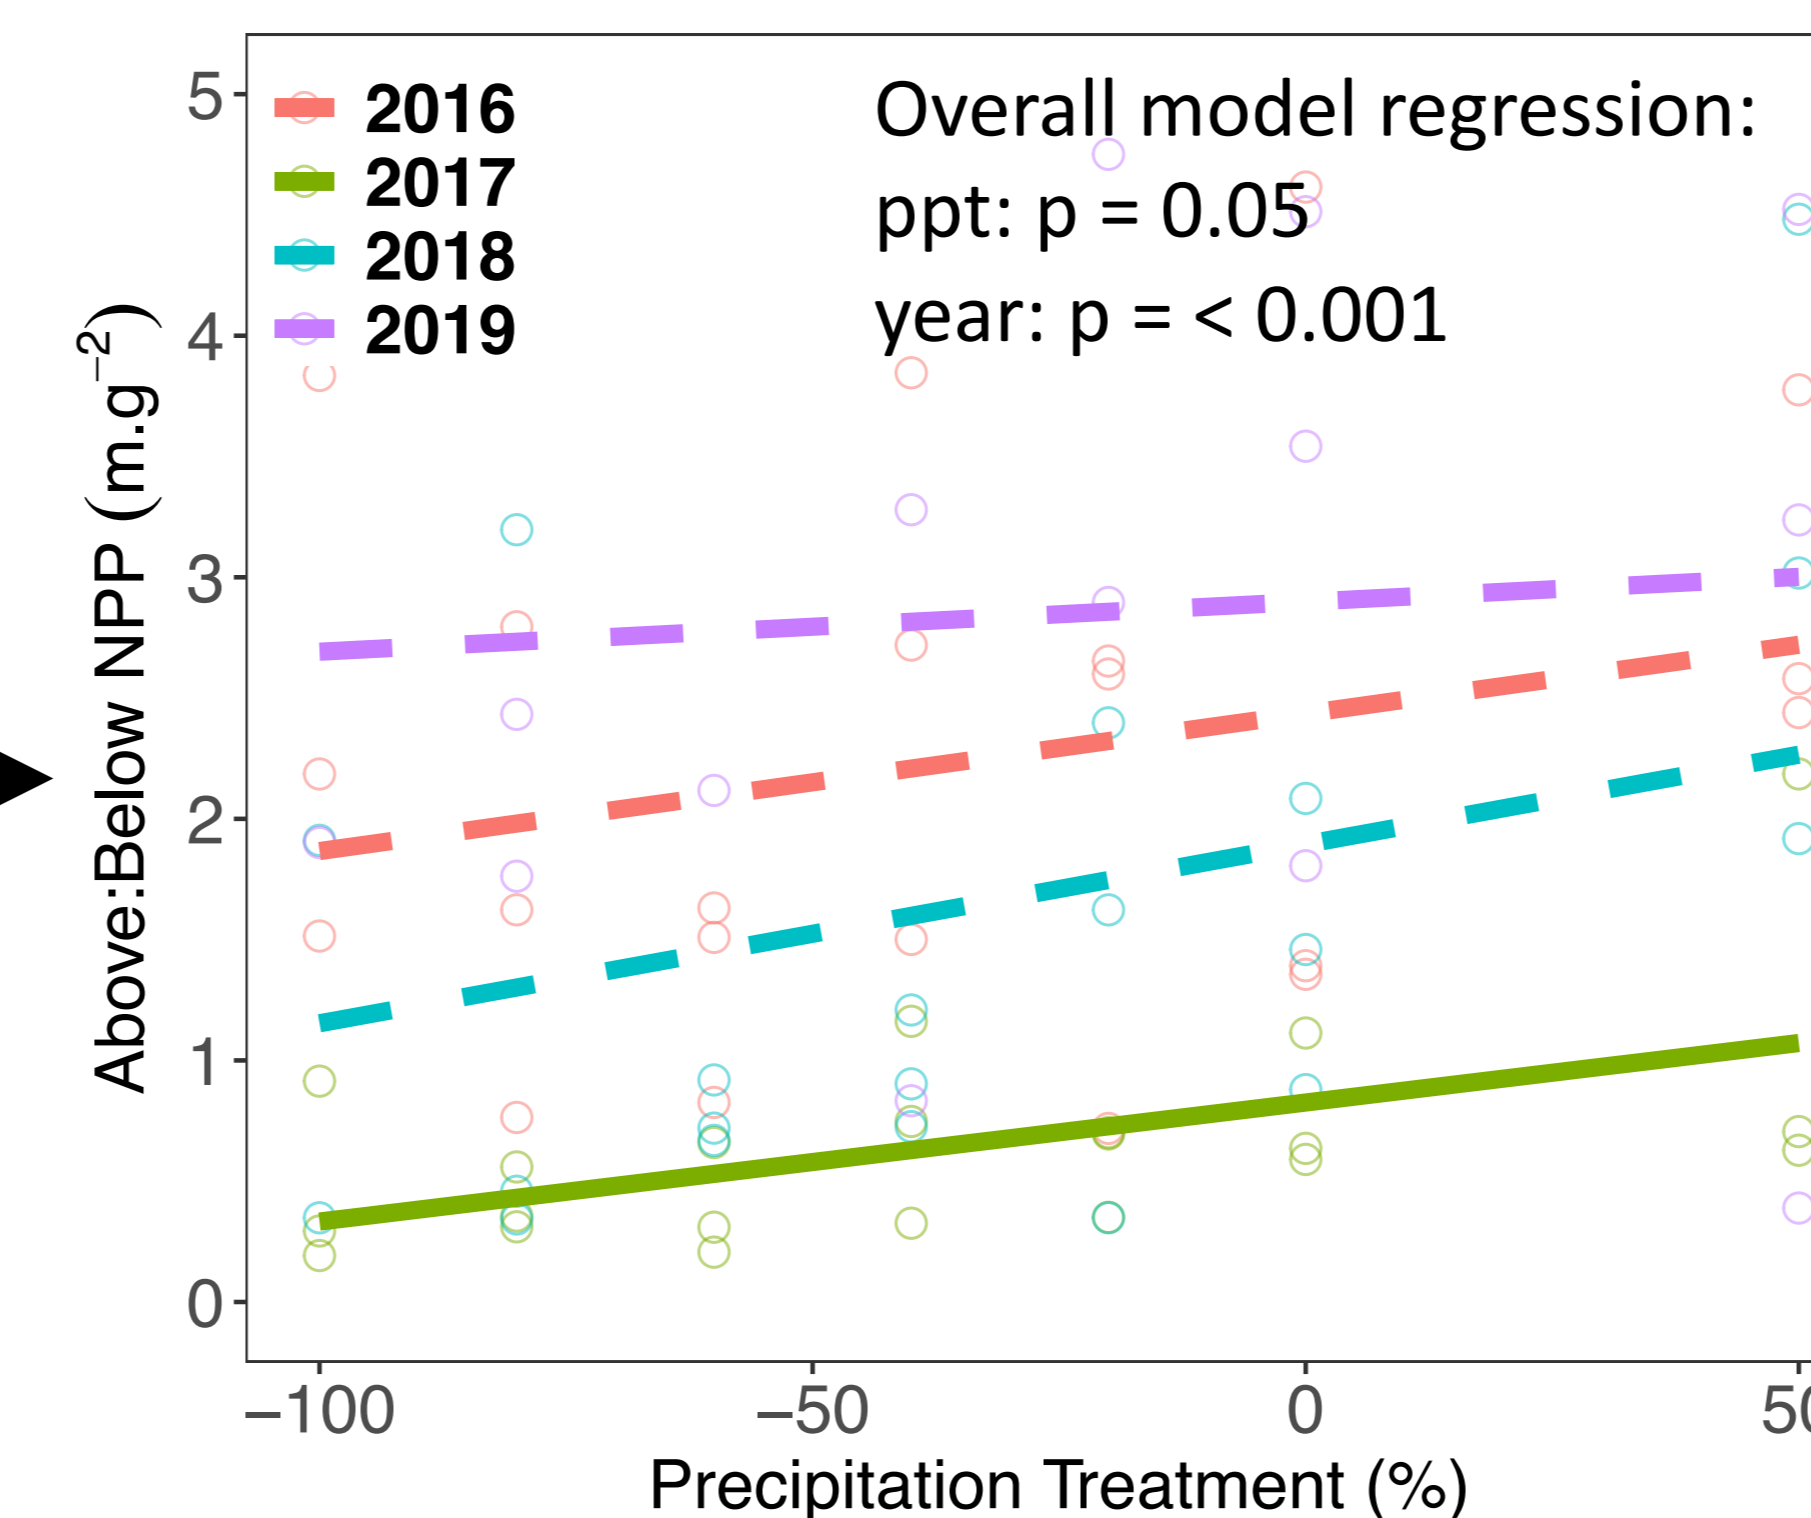 5
4
3
2
1
0
Above:Below NPP (m.g⁻²)
2016
2017
2018
2019
Overall model regression:
ppt: p = 0.05
year: p = < 0.001
−100
−50
0
50
Precipitation Treatment (%)